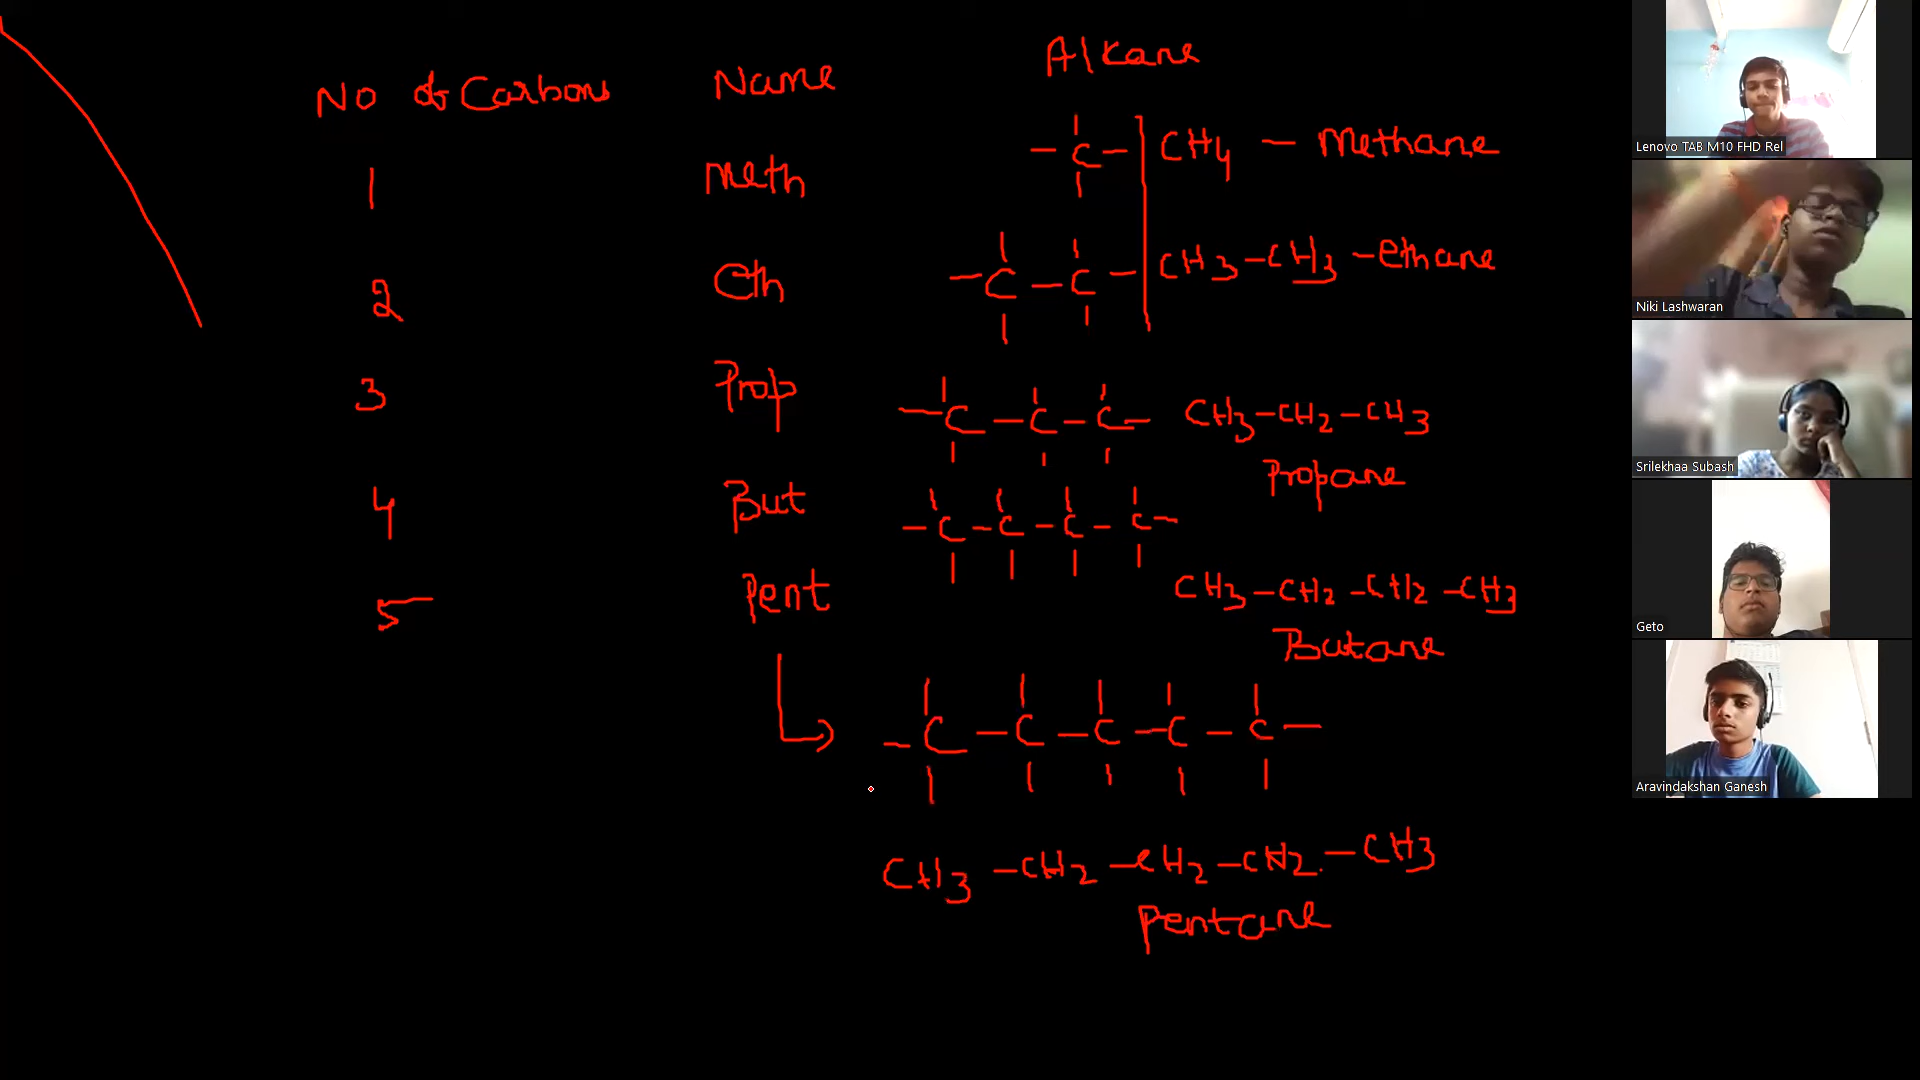 No of Carbons Name Alkane
1 Meth CH4 - Methane
2 Eth CH3-CH3 - ethane
3 Prop CH3-CH2-CH3
Propane
4 But
CH3-CH2-CH2-CH3
Butane
5 Pent
-C-C-C-C-C-
CH3-CH2-CH2-CH2-CH3
Pentane
Lenovo TAB M10 FHD Rel
Niki Lashwaran
Srilekhaa Subash
Geto
Aravindakshan Ganesh